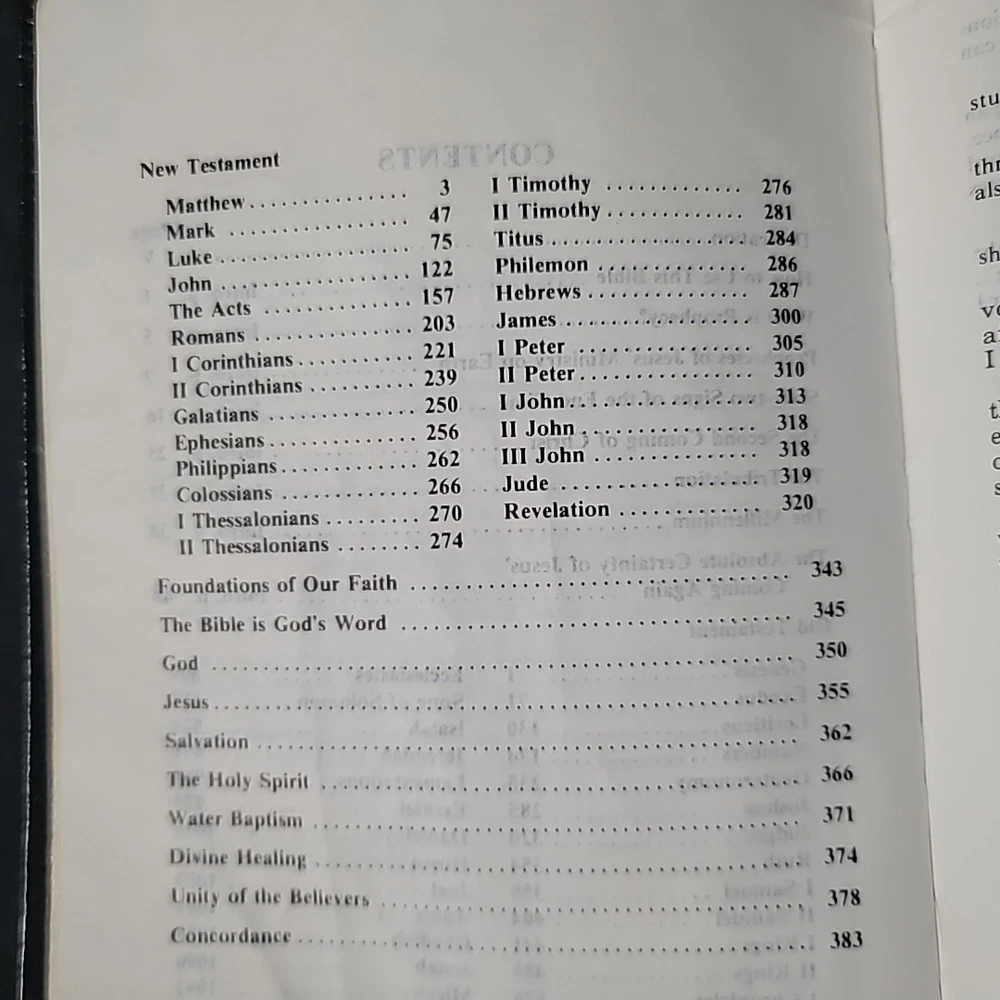 New Testament
Matthew............... 3
Mark ............... 47
Luke................ 75
John ............... 122
The Acts ........... 157
Romans ............ 203
I Corinthians........... 221
II Corinthians .......... 239
Galatians ............. 250
Ephesians............. 256
Philippians............ 262
Colossians ............ 266
I Thessalonians ......... 270
II Thessalonians ........ 274
I Timothy ............. 276
II Timothy............. 281
Titus.................. 284
Philemon .............. 286
Hebrews............... 287
James................. 300
I Peter ................ 305
II Peter................ 310
I John................. 313
II John ................ 318
III John ............... 318
Jude .................. 319
Revelation ............. 320
Foundations of Our Faith .............................. 343
The Bible is God's Word .............................. 345
God .............................................. 350
Jesus.............................................. 355
Salvation .......................................... 362
The Holy Spirit ..................................... 366
Water Baptism ...................................... 371
Divine Healing ...................................... 374
Unity of the Believers ................................ 378
Concordance........................................ 383
stu
thr
als
sh
I